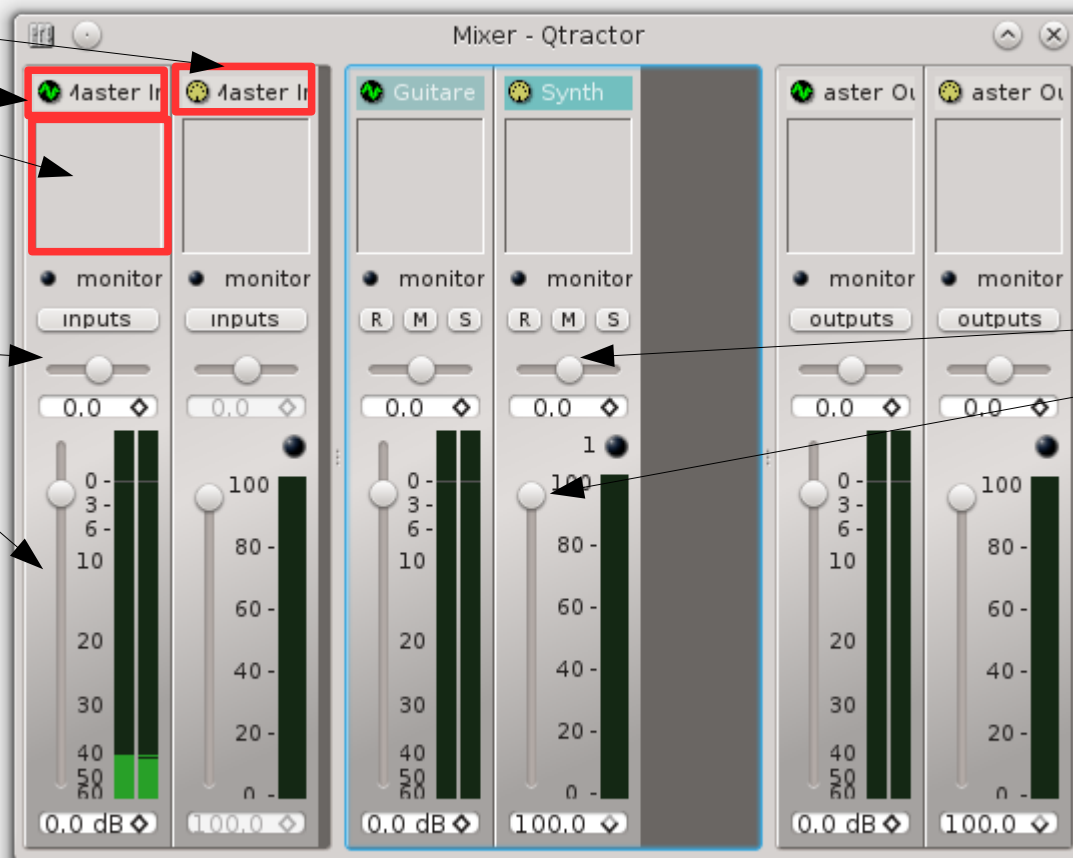 Mixer - Qtractor
Master In Master In Guitare Synth aster Ou aster Ou
monitor monitor monitor monitor monitor monitor
inputs inputs R M S R M S outputs outputs
0.0 0.0 0.0 0.0 0.0 0.0
1
0 - 100 0 - 100 0 - 100
3 - 3 - 3 -
6 - 6 - 6 -
10 80 - 10 80 - 10 80 -
60 - 60 - 60 -
20 40 - 20 40 - 20 40 -
30 20 - 30 20 - 30 20 -
40 40 40
50 50 50
60 0 - 60 0 - 60 0 -
0.0 dB 100.0 0.0 dB 100.0 0.0 dB 100.0